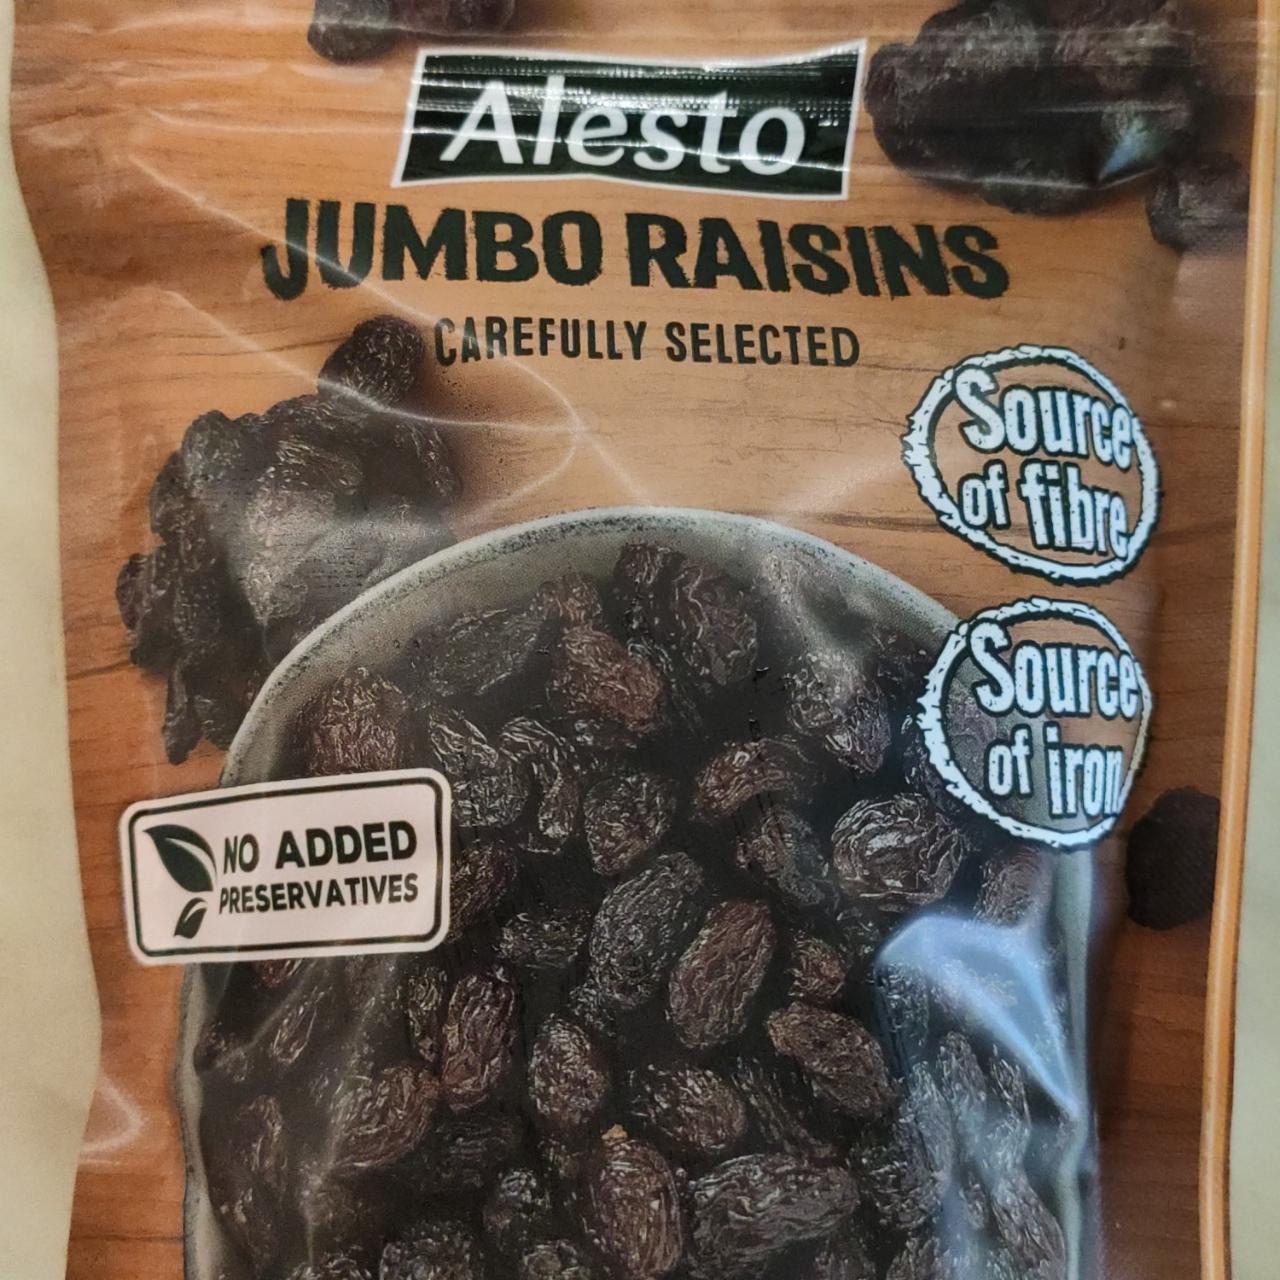 Alesto
JUMBO RAISINS
CAREFULLY SELECTED
Source
of fibre
Source
of iron
NO ADDED
PRESERVATIVES